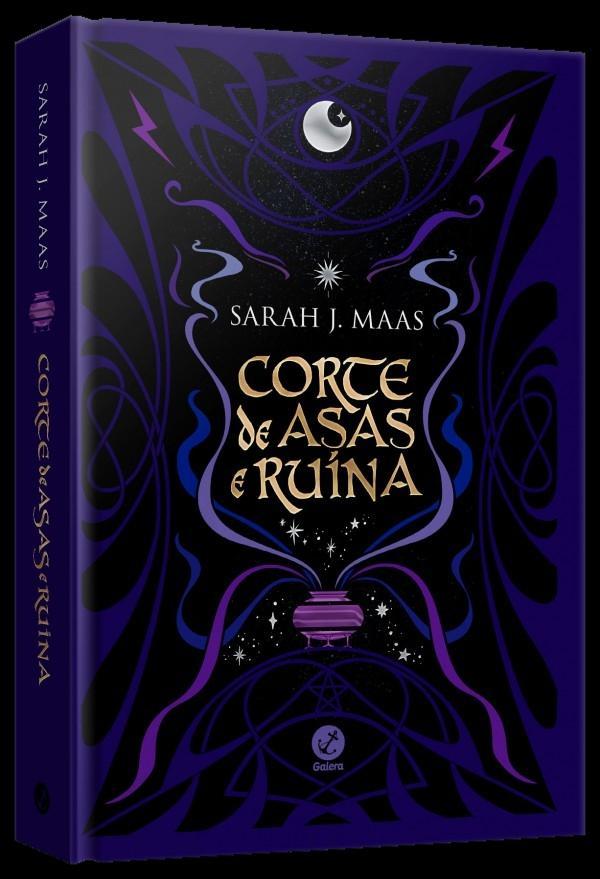 SARAH J. MAAS
CORTE de ASAS e RUÍNA
SARAH J. MAAS
CORTE
de ASAS
e RUÍNA
Galera